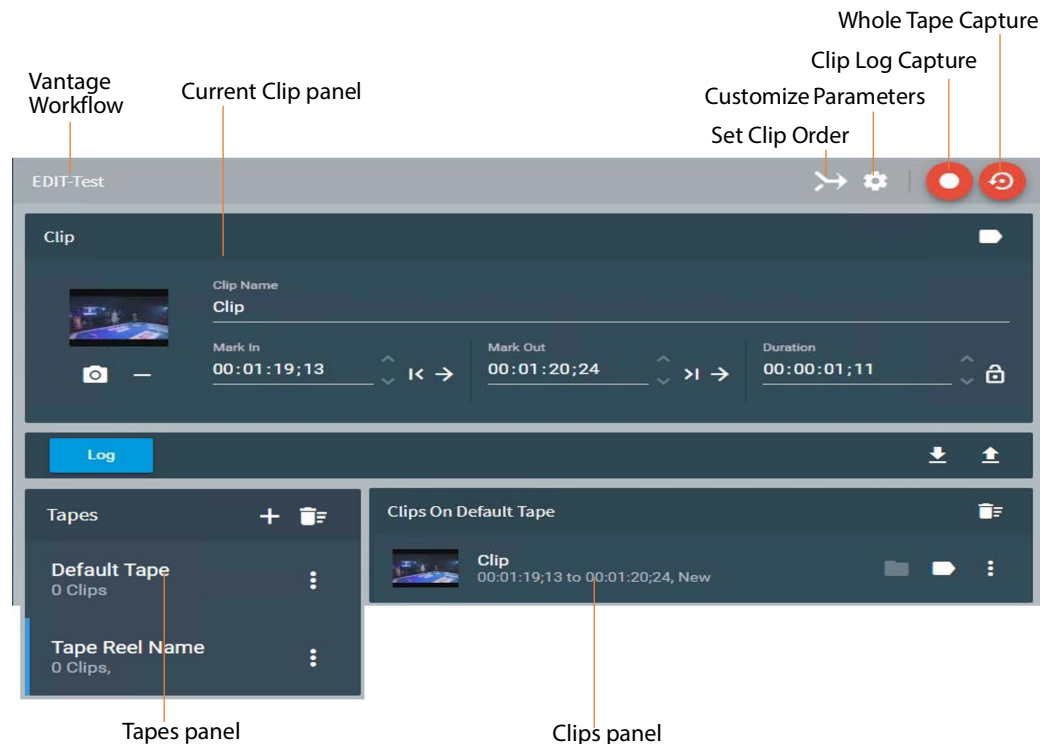 Whole Tape Capture
Clip Log Capture
Vantage
Workflow
Current Clip panel
Customize Parameters
Set Clip Order
EDIT-Test
Clip
Clip Name
Clip
Mark In
00:01:19;13
Mark Out
00:01:20;24
Duration
00:00:01;11
Log
Tapes
Clips On Default Tape
Default Tape
0 Clips
Clip
00:01:19;13 to 00:01:20;24, New
Tape Reel Name
0 Clips,
Tapes panel
Clips panel